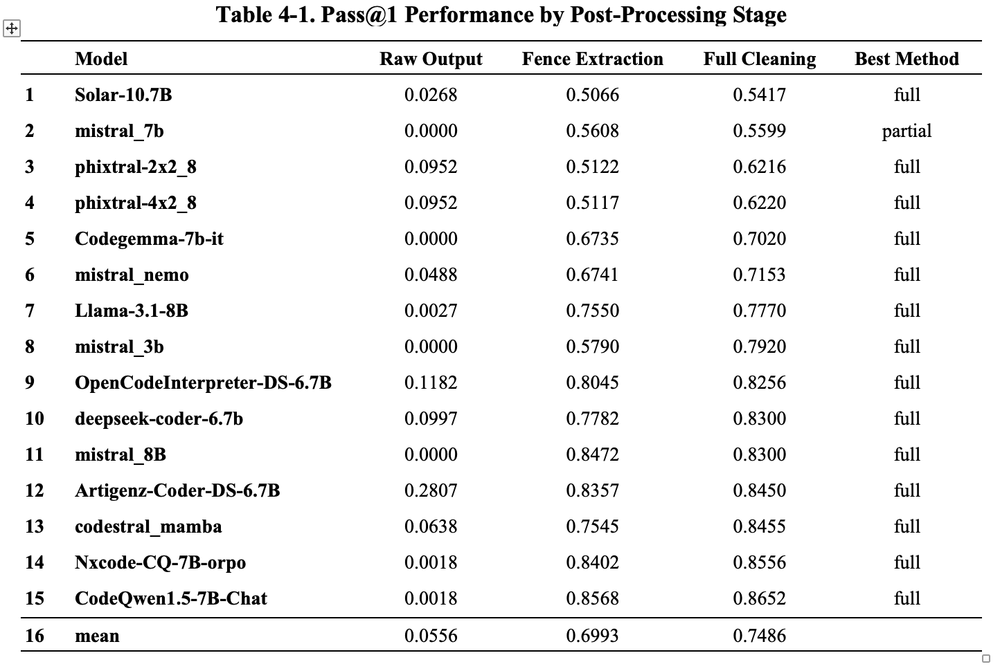 Table 4-1. Pass@1 Performance by Post-Processing Stage
Model Raw Output Fence Extraction Full Cleaning Best Method
1 Solar-10.7B 0.0268 0.5066 0.5417 full
2 mistral_7b 0.0000 0.5608 0.5599 partial
3 phixtral-2x2_8 0.0952 0.5122 0.6216 full
4 phixtral-4x2_8 0.0952 0.5117 0.6220 full
5 Codegemma-7b-it 0.0000 0.6735 0.7020 full
6 mistral_nemo 0.0488 0.6741 0.7153 full
7 Llama-3.1-8B 0.0027 0.7550 0.7770 full
8 mistral_3b 0.0000 0.5790 0.7920 full
9 OpenCodeInterpreter-DS-6.7B 0.1182 0.8045 0.8256 full
10 deepseek-coder-6.7b 0.0997 0.7782 0.8300 full
11 mistral_8B 0.0000 0.8472 0.8300 full
12 Artigenz-Coder-DS-6.7B 0.2807 0.8357 0.8450 full
13 codestral_mamba 0.0638 0.7545 0.8455 full
14 Nxcode-CQ-7B-orpo 0.0018 0.8402 0.8556 full
15 CodeQwen1.5-7B-Chat 0.0018 0.8568 0.8652 full
16 mean 0.0556 0.6993 0.7486